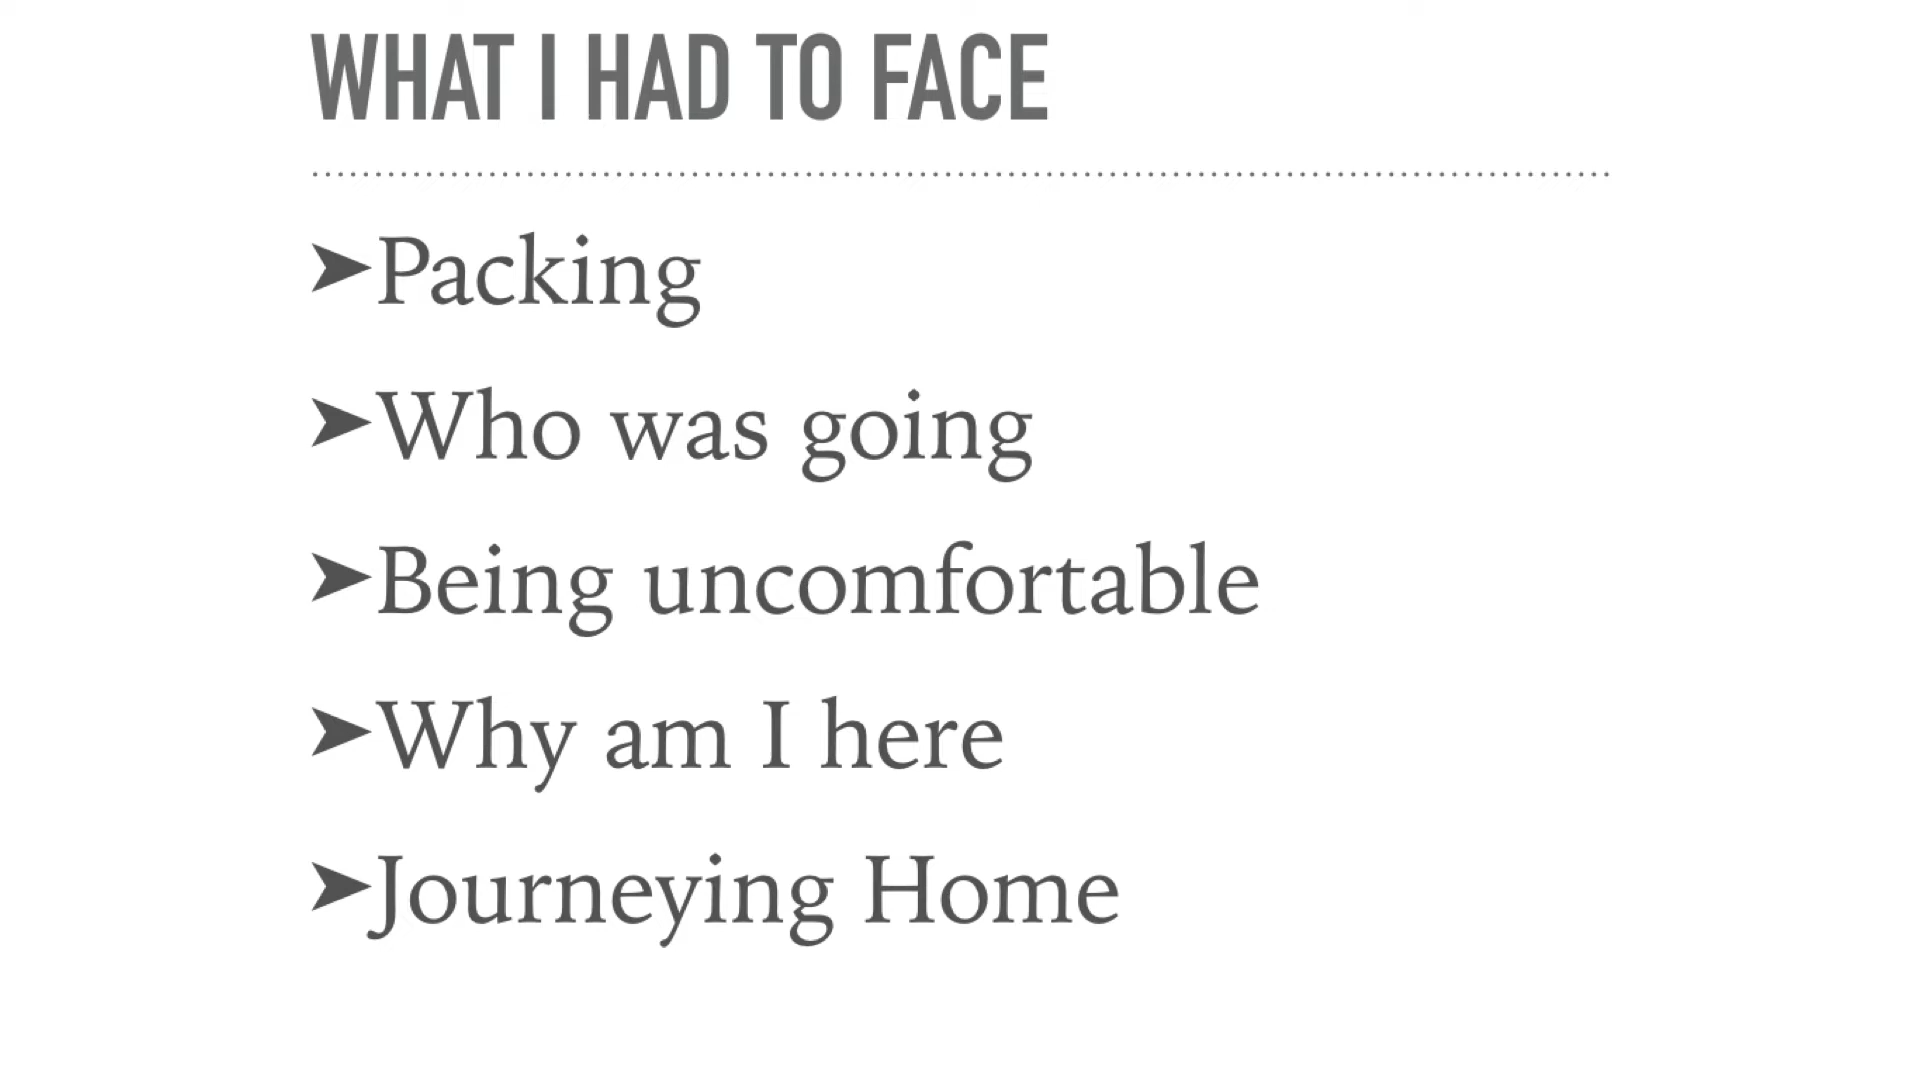 WHAT I HAD TO FACE
➤Packing
➤Who was going
➤Being uncomfortable
➤Why am I here
➤Journeying Home